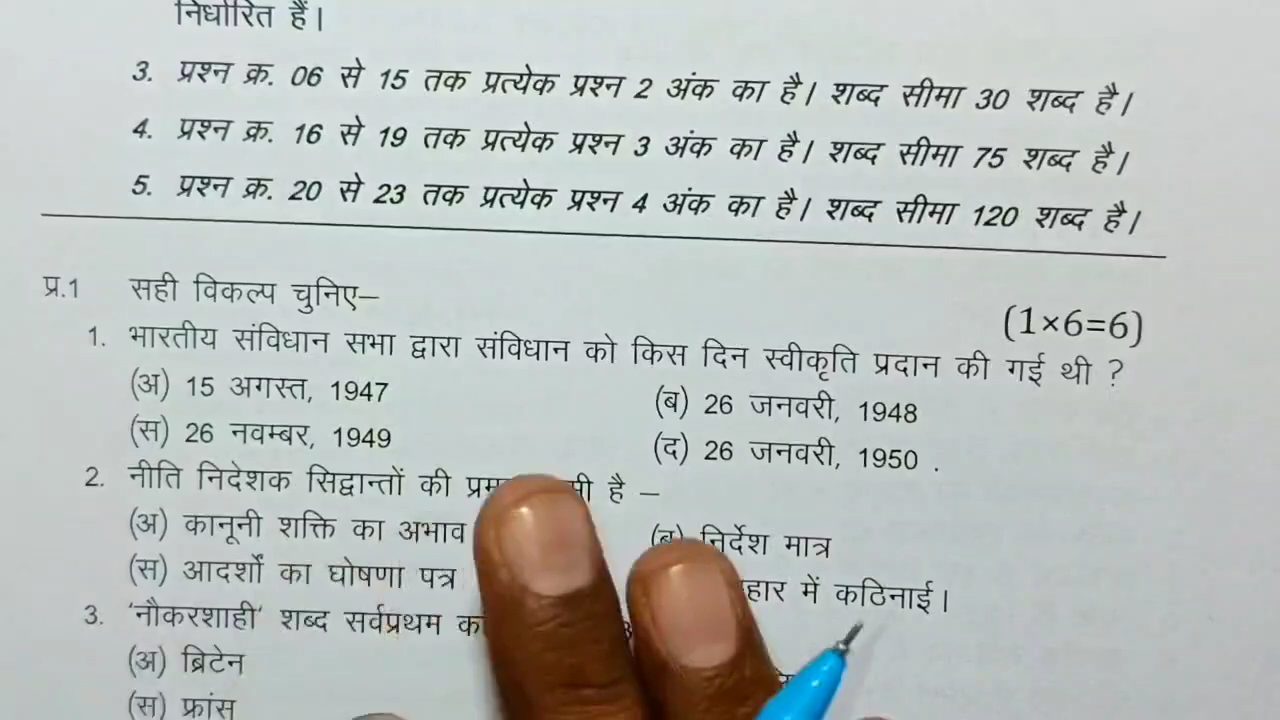 निर्धारित हैं।
3. प्रश्न क्र. 06 से 15 तक प्रत्येक प्रश्न 2 अंक का है। शब्द सीमा 30 शब्द है।
4. प्रश्न क्र. 16 से 19 तक प्रत्येक प्रश्न 3 अंक का है। शब्द सीमा 75 शब्द है।
5. प्रश्न क्र. 20 से 23 तक प्रत्येक प्रश्न 4 अंक का है। शब्द सीमा 120 शब्द है।
प्र.1 सही विकल्प चुनिए– (1×6=6)
1. भारतीय संविधान सभा द्वारा संविधान को किस दिन स्वीकृति प्रदान की गई थी ?
(अ) 15 अगस्त, 1947 (ब) 26 जनवरी, 1948
(स) 26 नवम्बर, 1949 (द) 26 जनवरी, 1950 .
2. नीति निदेशक सिद्वान्तों की है –
(अ) कानूनी शक्ति का अभाव (ब) निर्देश मात्र
(स) आदर्शों का घोषणा पत्र में कठिनाई।
3. 'नौकरशाही' शब्द सर्वप्रथम
(अ) ब्रिटेन
(स) फ्रांस